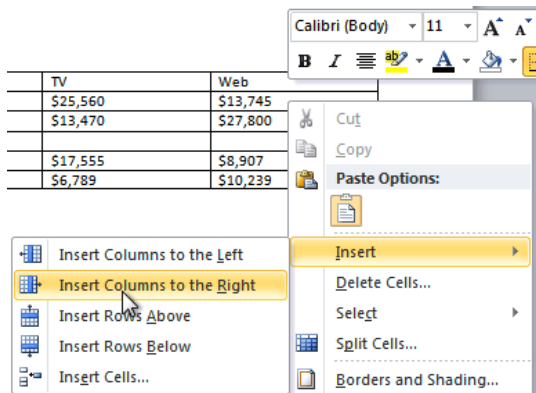 Calibri (Body) 11 A A
B I ab A
TV Web
$25,560 $13,745
$13,470 $27,800
$17,555 $8,907
$6,789 $10,239
Cut
Copy
Paste Options:
Insert
Delete Cells...
Select
Split Cells...
Borders and Shading...
Insert Columns to the Left
Insert Columns to the Right
Insert Rows Above
Insert Rows Below
Insert Cells...